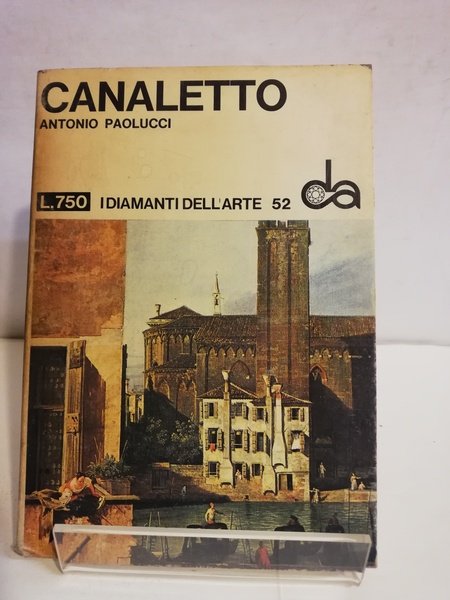 CANALETTO
ANTONIO PAOLUCCI
L.750 I DIAMANTI DELL'ARTE 52
da